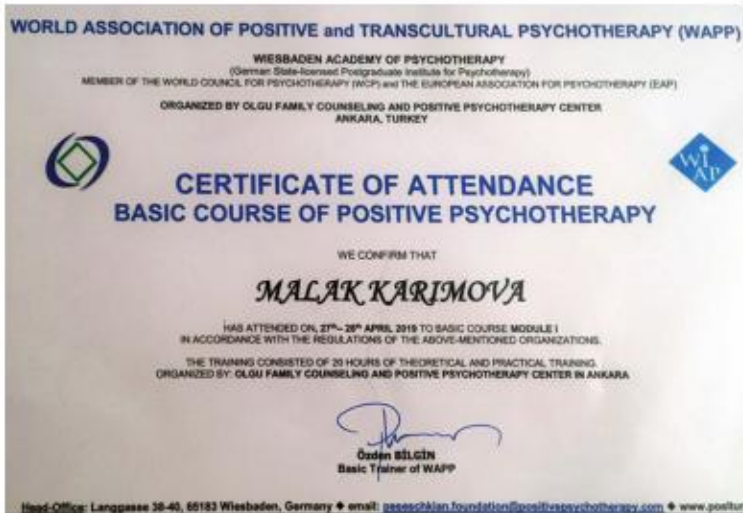 WORLD ASSOCIATION OF POSITIVE and TRANSCULTURAL PSYCHOTHERAPY (WAPP)
WIESBADEN ACADEMY OF PSYCHOTHERAPY
(German State-licensed Postgraduate Institute for Psychotherapy)
MEMBER OF THE WORLD COUNCIL FOR PSYCHOTHERAPY (WCP) and THE EUROPEAN ASSOCIATION FOR PSYCHOTHERAPY (EAP)
ORGANIZED BY OLGU FAMILY COUNSELING AND POSITIVE PSYCHOTHERAPY CENTER
ANKARA, TURKEY
WIAP
CERTIFICATE OF ATTENDANCE
BASIC COURSE OF POSITIVE PSYCHOTHERAPY
WE CONFIRM THAT
MALAK KARIMOVA
HAS ATTENDED ON, 27th– 28th APRIL 2019 TO BASIC COURSE MODULE I
IN ACCORDANCE WITH THE REGULATIONS OF THE ABOVE-MENTIONED ORGANIZATIONS.
THE TRAINING CONSISTED OF 20 HOURS OF THEORETICAL AND PRACTICAL TRAINING.
ORGANIZED BY: OLGU FAMILY COUNSELING AND POSITIVE PSYCHOTHERAPY CENTER IN ANKARA
Özden BİLGİN
Basic Trainer of WAPP
Head-Office: Langgasse 38-40, 65183 Wiesbaden, Germany ◆ email: peseschkian.foundation@positivepsychotherapy.com ◆ www.positu